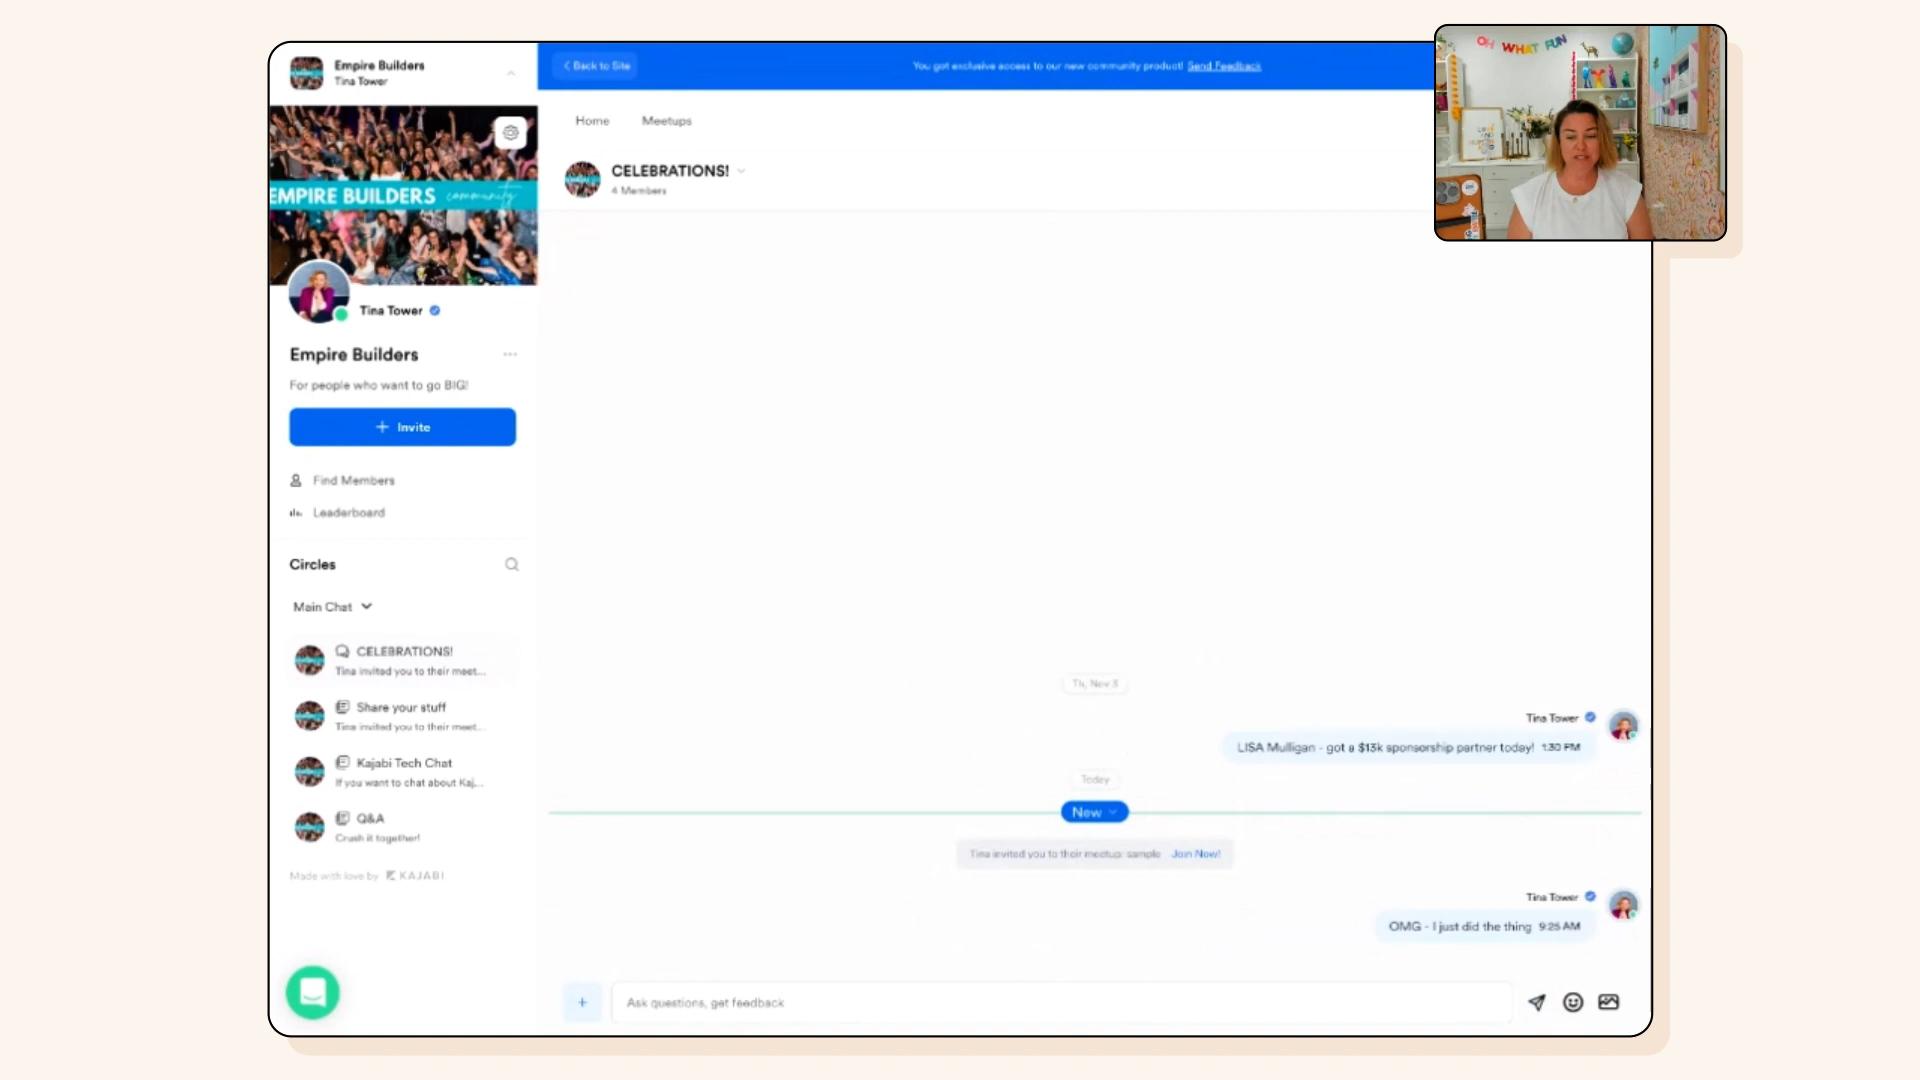 Empire Builders
Tina Tower
EMPIRE BUILDERS community
Tina Tower
Empire Builders
For people who want to go BIG!
+ Invite
Find Members
Leaderboard
Circles
Main Chat
CELEBRATIONS!
Tina invited you to their meet...
Share your stuff
Tina invited you to their meet...
Kajabi Tech Chat
If you want to chat about Kaj...
Q&A
Crush it together!
Made with love by KAJABI
< Back to Site
You got exclusive access to our new community product! Send Feedback
Home Meetups
CELEBRATIONS!
4 Members
Th, Nov 3
Tina Tower
LISA Mulligan - got a $13k sponsorship partner today! 1:30 PM
Today
New
Tina invited you to their meetup: sample Join Now!
Tina Tower
OMG - I just did the thing 9:25 AM
+ Ask questions, get feedback
OH WHAT FUN